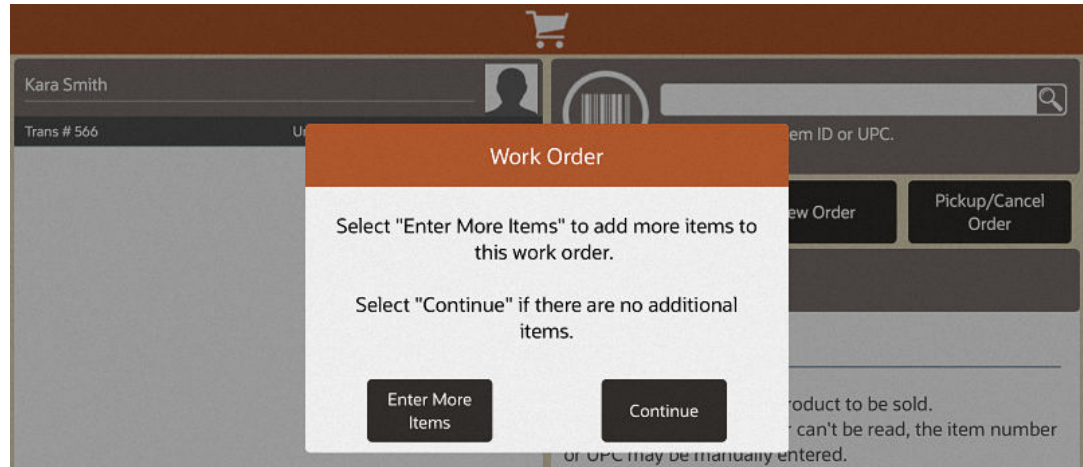 Kara Smith
Trans # 566
em ID or UPC.
Work Order
ew Order
Pickup/Cancel
Order
Select "Enter More Items" to add more items to
this work order.
Select "Continue" if there are no additional
items.
Enter More
Items
Continue
roduct to be sold.
can't be read, the item number
or UPC may be manually entered.